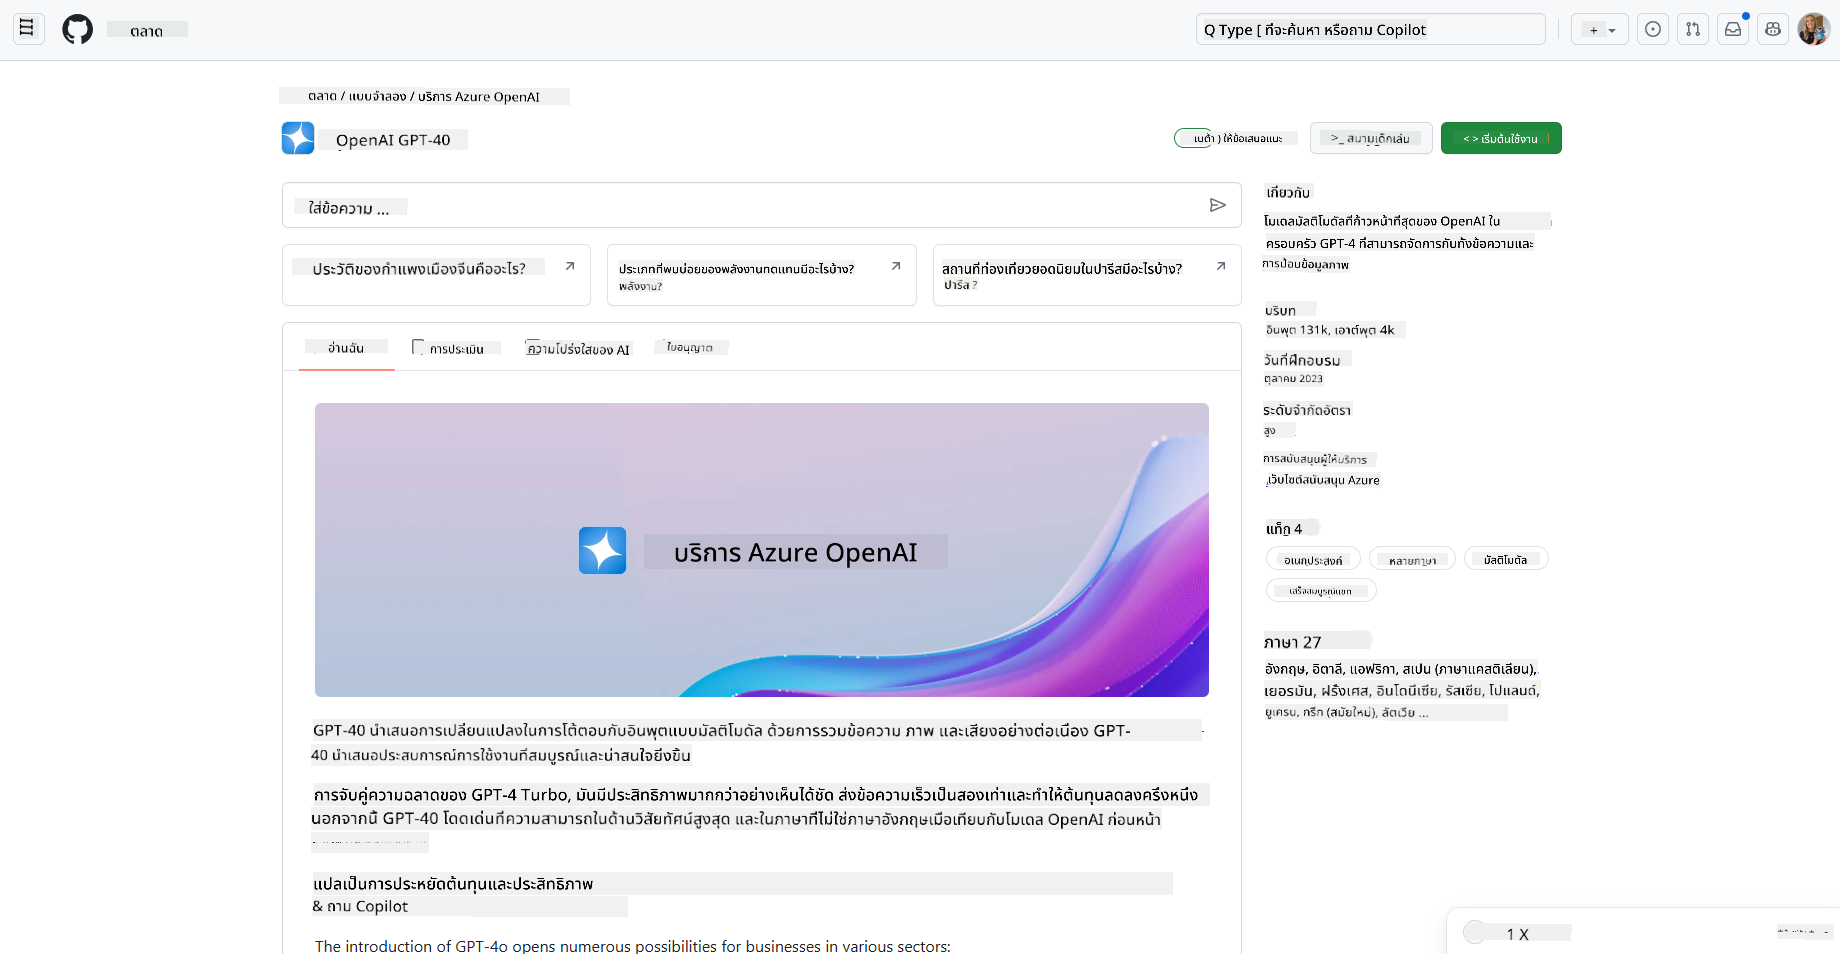 ตลาด
Q Type [ ที่จะค้นหา หรือถาม Copilot
+
ตลาด / แบบจำลอง / บริการ Azure OpenAI
OpenAI GPT-40
เบต้า ) ให้ข้อเสนอแนะ
>_ สนามเด็กเล่น
< > เริ่มต้นใช้งาน
ใส่ข้อความ ...
ประวัติของกำแพงเมืองจีนคืออะไร?
ประเภทที่พบบ่อยของพลังงานทดแทนมีอะไรบ้าง?
พลังงาน?
สถานที่ท่องเที่ยวยอดนิยมในปารีสมีอะไรบ้าง?
ปารีส ?
อ่านฉัน
การประเมิน
ความโปร่งใสของ AI
ใบอนุญาต
บริการ Azure OpenAI
GPT-40 นำเสนอการเปลี่ยนแปลงในการโต้ตอบกับอินพุตแบบมัลติโมดัล ด้วยการรวมข้อความ ภาพ และเสียงอย่างต่อเนื่อง GPT-
40 นำเสนอประสบการณ์การใช้งานที่สมบูรณ์และน่าสนใจยิ่งขึ้น
การจับคู่ความฉลาดของ GPT-4 Turbo, มันมีประสิทธิภาพมากกว่าอย่างเห็นได้ชัด ส่งข้อความเร็วเป็นสองเท่าและทำให้ต้นทุนลดลงครึ่งหนึ่ง
นอกจากนี้ GPT-40 โดดเด่นที่ความสามารถในด้านวิสัยทัศน์สูงสุด และในภาษาที่ไม่ใช่ภาษาอังกฤษเมื่อเทียบกับโมเดล OpenAI ก่อนหน้า
แปลเป็นการประหยัดต้นทุนและประสิทธิภาพ
& ถาม Copilot
The introduction of GPT-4o opens numerous possibilities for businesses in various sectors:
เกี่ยวกับ
โมเดลมัลติโมดัลที่ก้าวหน้าที่สุดของ OpenAI ใน
ครอบครัว GPT-4 ที่สามารถจัดการกับทั้งข้อความและ
การป้อนข้อมูลภาพ
บริบท
อินพุต 131k, เอาต์พุต 4k
วันที่ฝึกอบรม
ตุลาคม 2023
ระดับจำกัดอัตรา
สูง
การสนับสนุนผู้ให้บริการ
เว็บไซต์สนับสนุน Azure
แท็ก 4
อเนกประสงค์
หลายภาษา
มัลติโมดัล
ภาษา 27
อังกฤษ, อิตาลี, แอฟริกา, สเปน (ภาษาแคสติเลียน),
เยอรมัน, ฝรั่งเศส, อินโดนีเซีย, รัสเซีย, โปแลนด์,
ยูเครน, กรีก (สมัยใหม่), ลัตเวีย ...
1 X